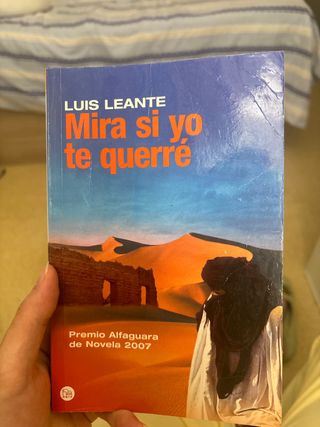 LUIS LEANTE
Mira si yo
te querré
Premio Alfaguara
de Novela 2007